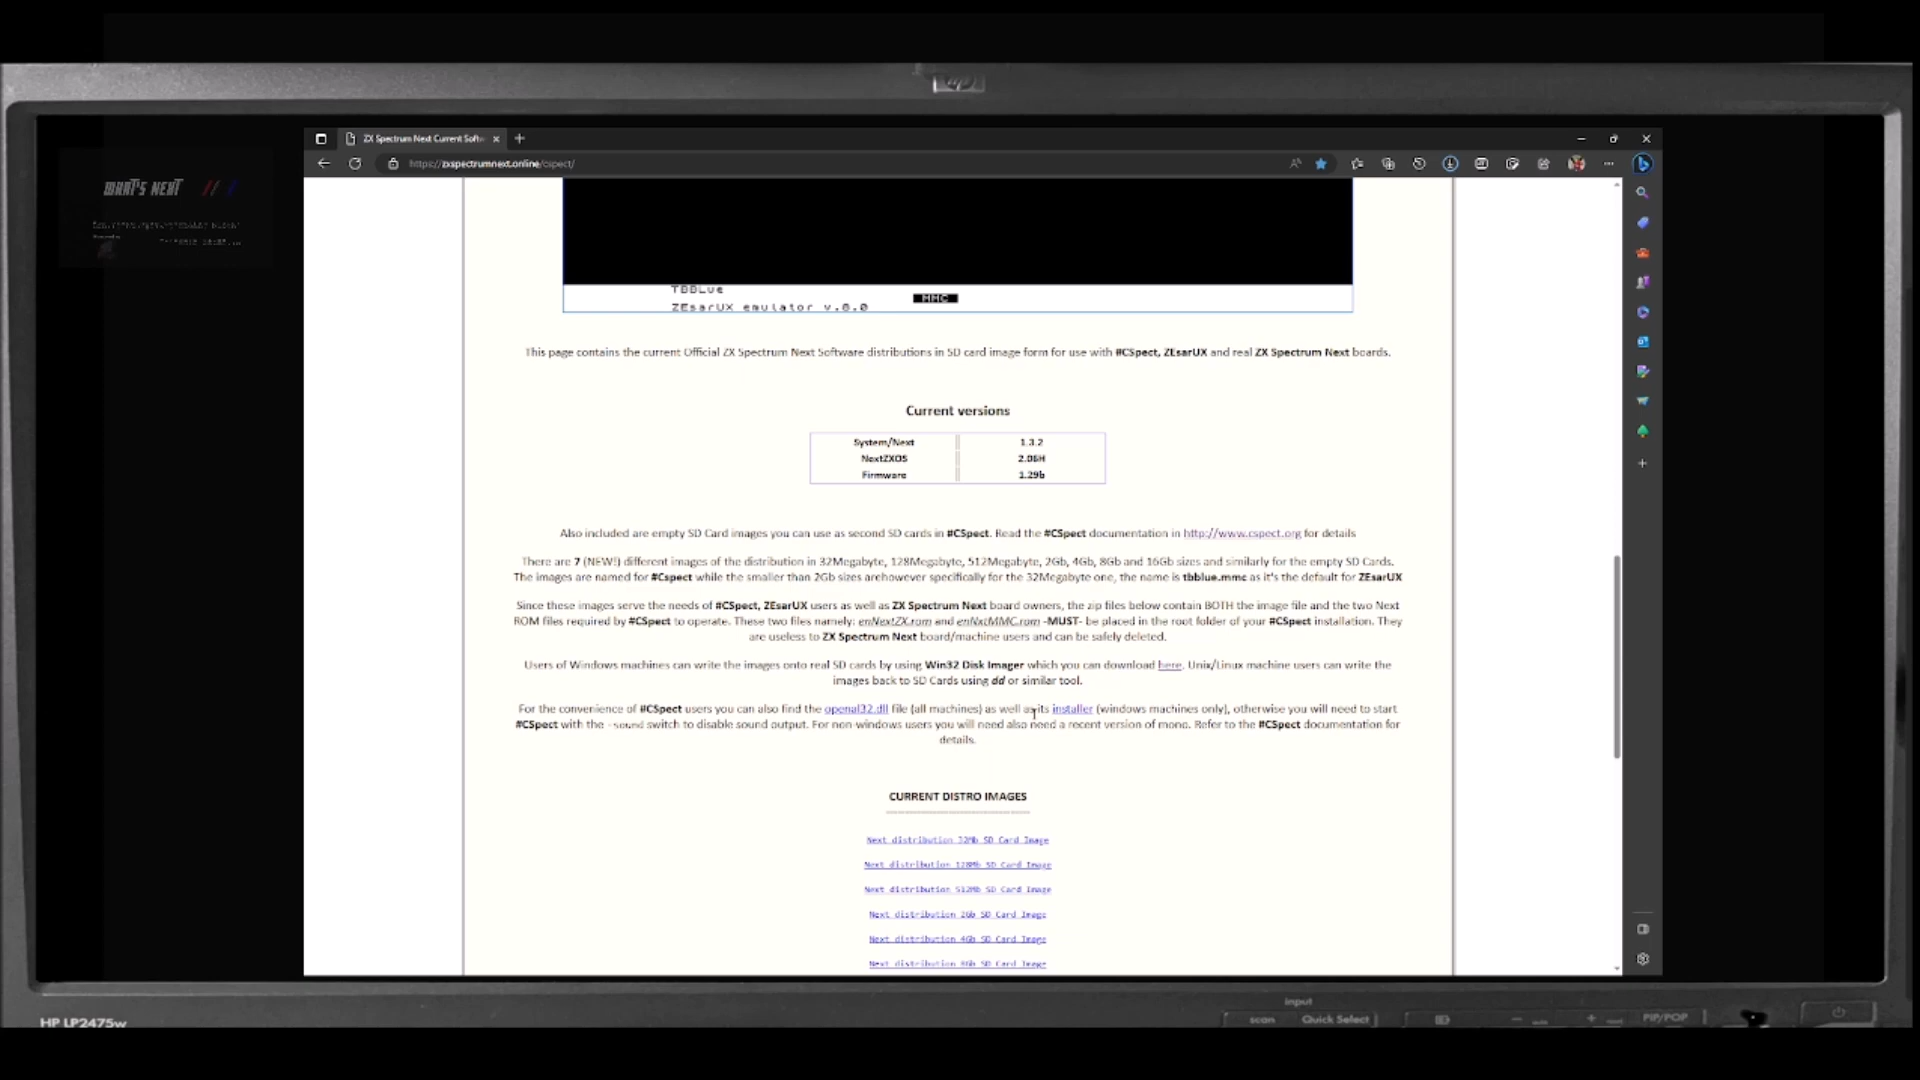 hp
WHAT'S NEXT
ZX Spectrum Next Current Soft
https://zxspectrumnext.online/cspect/
TBBLue
MMC
ZEsarUX emulator v.8.0
This page contains the current Official ZX Spectrum Next Software distributions in SD card image form for use with #CSpect, ZEsarUX and real ZX Spectrum Next boards.
Current versions
System/Next 1.3.2
NextZXOS 2.06H
Firmware 1.29b
Also included are empty SD Card images you can use as second SD cards in #CSpect. Read the #CSpect documentation in http://www.cspect.org for details
There are 7 (NEW!) different images of the distribution in 32Megabyte, 128Megabyte, 512Megabyte, 2Gb, 4Gb, 8Gb and 16Gb sizes and similarly for the empty SD Cards.
The images are named for #Cspect while the smaller than 2Gb sizes arehowever specifically for the 32Megabyte one, the name is tbblue.mmc as it's the default for ZEsarUX
Since these images serve the needs of #CSpect, ZEsarUX users as well as ZX Spectrum Next board owners, the zip files below contain BOTH the image file and the two Next
ROM files required by #CSpect to operate. These two files namely: enNextZX.rom and enNxtMMC.rom -MUST- be placed in the root folder of your #CSpect installation. They
are useless to ZX Spectrum Next board/machine users and can be safely deleted.
Users of Windows machines can write the images onto real SD cards by using Win32 Disk Imager which you can download here. Unix/Linux machine users can write the
images back to SD Cards using dd or similar tool.
For the convenience of #CSpect users you can also find the openal32.dll file (all machines) as well as its installer (windows machines only), otherwise you will need to start
#CSpect with the -sound switch to disable sound output. For non-windows users you will need also need a recent version of mono. Refer to the #CSpect documentation for
details.
CURRENT DISTRO IMAGES
Next distribution 32Mb SD Card Image
Next distribution 128Mb SD Card Image
Next distribution 512Mb SD Card Image
Next distribution 2Gb SD Card Image
Next distribution 4Gb SD Card Image
Next distribution 8Gb SD Card Image
HP LP2475w
input
scan Quick Select
PIP/POP